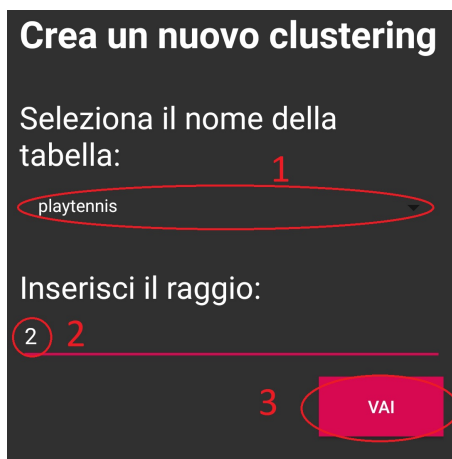 Crea un nuovo clustering
Seleziona il nome della
tabella:
1
playtennis
Inserisci il raggio:
2 2
3 VAI